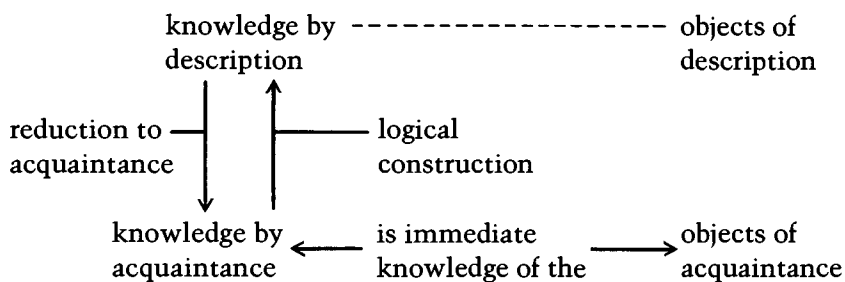 knowledge by
description
objects of
description
reduction to
acquaintance
logical
construction
knowledge by
acquaintance
is immediate
knowledge of the
objects of
acquaintance